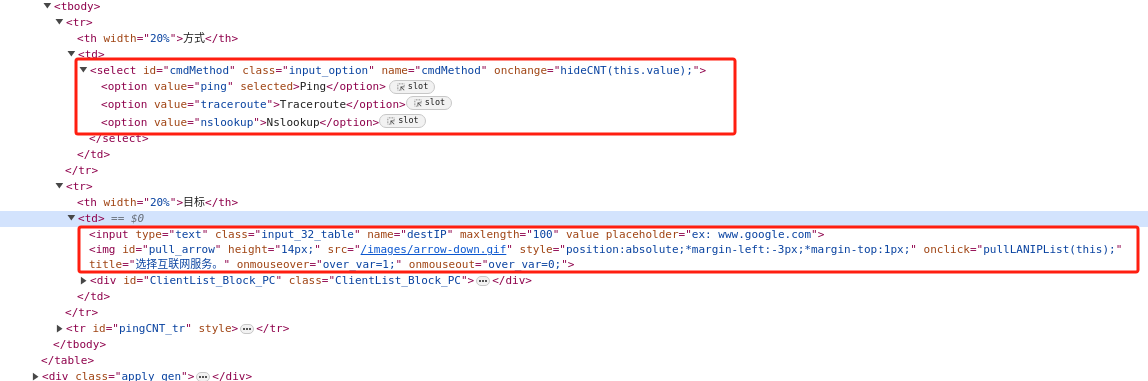 <tbody>
<tr>
<th width="20%">方式</th>
<td>
<select id="cmdMethod" class="input_option" name="cmdMethod" onchange="hideCNT(this.value);">
<option value="ping" selected>Ping</option> slot
<option value="traceroute">Traceroute</option> slot
<option value="nslookup">Nslookup</option> slot
</select>
</td>
</tr>
<tr>
<th width="20%">目标</th>
<td> == $0
<input type="text" class="input_32_table" name="destIP" maxlength="100" value placeholder="ex: www.google.com">
<img id="pull_arrow" height="14px;" src="/images/arrow-down.gif" style="position:absolute;*margin-left:-3px;*margin-top:1px;" onclick="pullLANIPList(this);"
title="选择互联网服务。" onmouseover="over_var=1;" onmouseout="over_var=0;">
<div id="ClientList_Block_PC" class="ClientList_Block_PC">…</div>
</td>
</tr>
<tr id="pingCNT_tr" style>…</tr>
</tbody>
</table>
<div class="apply_gen">…</div>